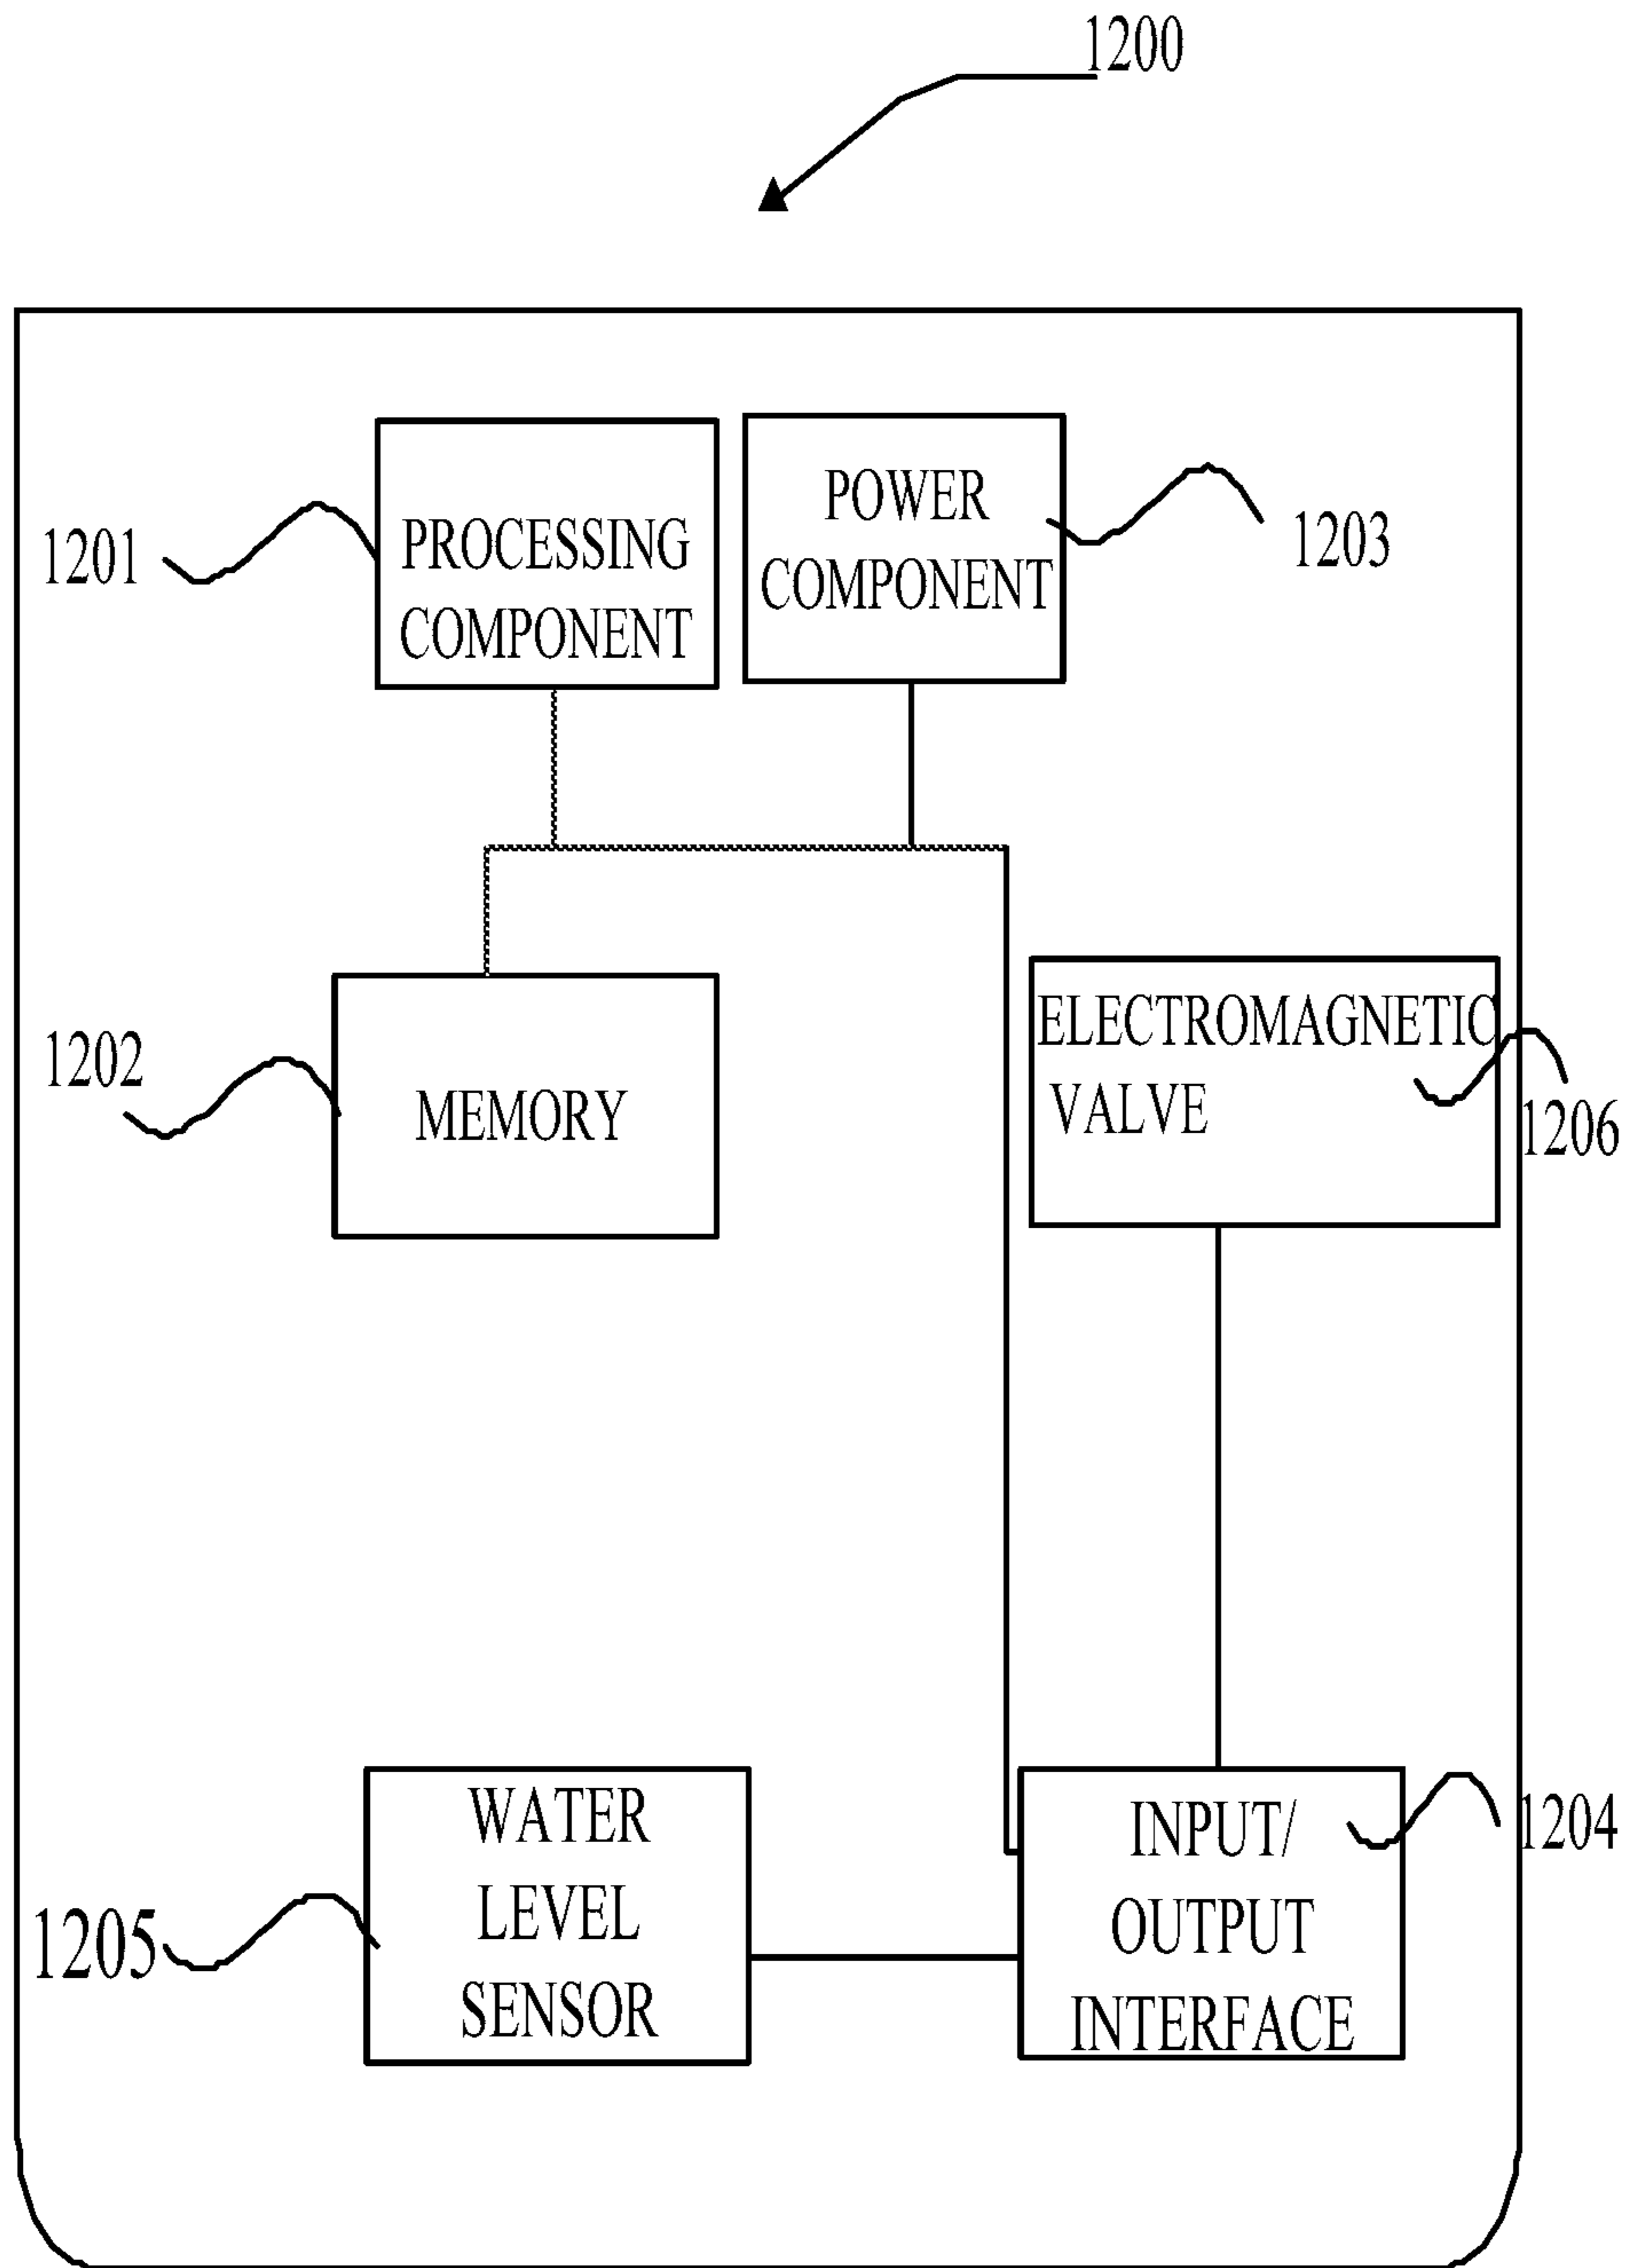 1200
1201
PROCESSING
COMPONENT
POWER
COMPONENT
1203
1202
MEMORY
ELECTROMAGNETIC
VALVE
1206
1205
WATER
LEVEL
SENSOR
INPUT/
OUTPUT
INTERFACE
1204